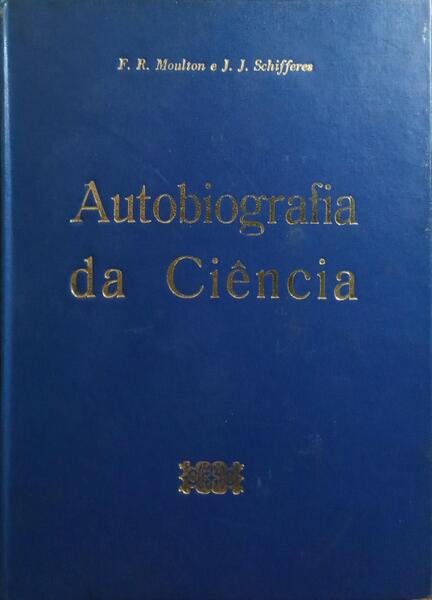 F. R. Moulton e J. J. Schifferes
Autobiografia
da Ciência